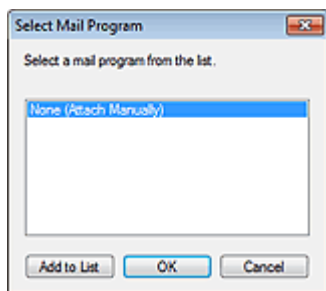 Select Mail Program
Select a mail program from the list.
None (Attach Manually)
Add to List
OK
Cancel